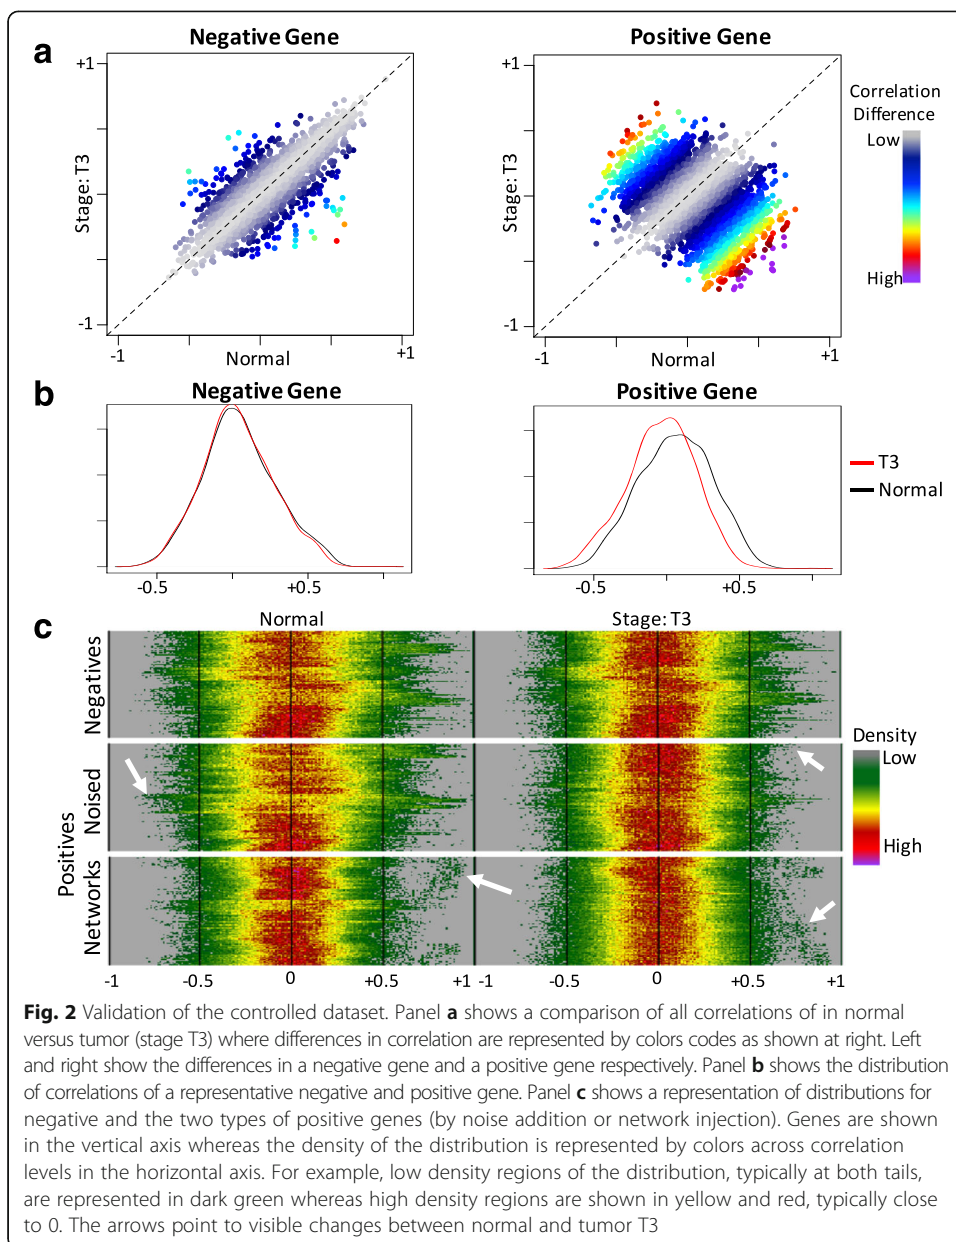 a
Negative Gene
Positive Gene
+1
Stage: T3
-1
-1
Normal
+1
+1
Stage: T3
-1
-1
Normal
+1
Correlation
Difference
Low
High
b
Negative Gene
Positive Gene
-0.5
+0.5
-0.5
+0.5
T3
Normal
c
Normal
Stage: T3
Negatives
Positives
Noised
Networks
-1
-0.5
0
+0.5
+1
-1
-0.5
0
+0.5
+1
Density
Low
High
Fig. 2 Validation of the controlled dataset. Panel a shows a comparison of all correlations of in normal
versus tumor (stage T3) where differences in correlation are represented by colors codes as shown at right. Left
and right show the differences in a negative gene and a positive gene respectively. Panel b shows the distribution
of correlations of a representative negative and positive gene. Panel c shows a representation of distributions for
negative and the two types of positive genes (by noise addition or network injection). Genes are shown
in the vertical axis whereas the density of the distribution is represented by colors across correlation
levels in the horizontal axis. For example, low density regions of the distribution, typically at both tails,
are represented in dark green whereas high density regions are shown in yellow and red, typically close
to 0. The arrows point to visible changes between normal and tumor T3